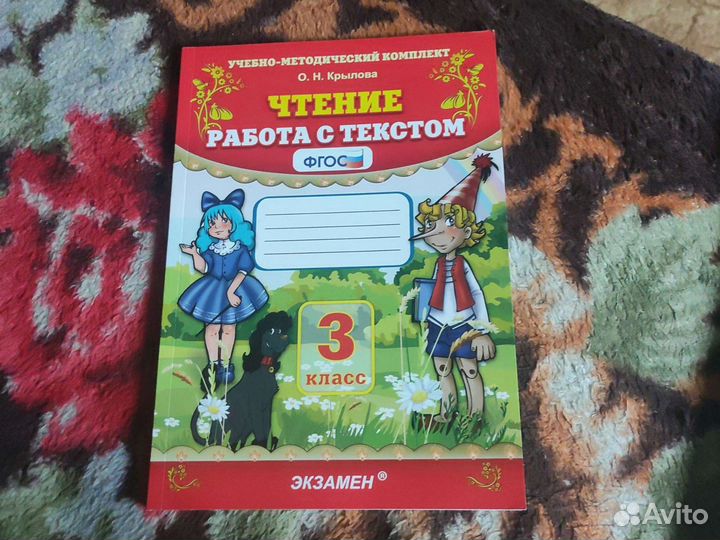 УЧЕБНО-МЕТОДИЧЕСКИЙ КОМПЛЕКТ
О. Н. Крылова
ЧТЕНИЕ
РАБОТА С ТЕКСТОМ
ФГОС
3
класс
ЭКЗАМЕН®
Avito